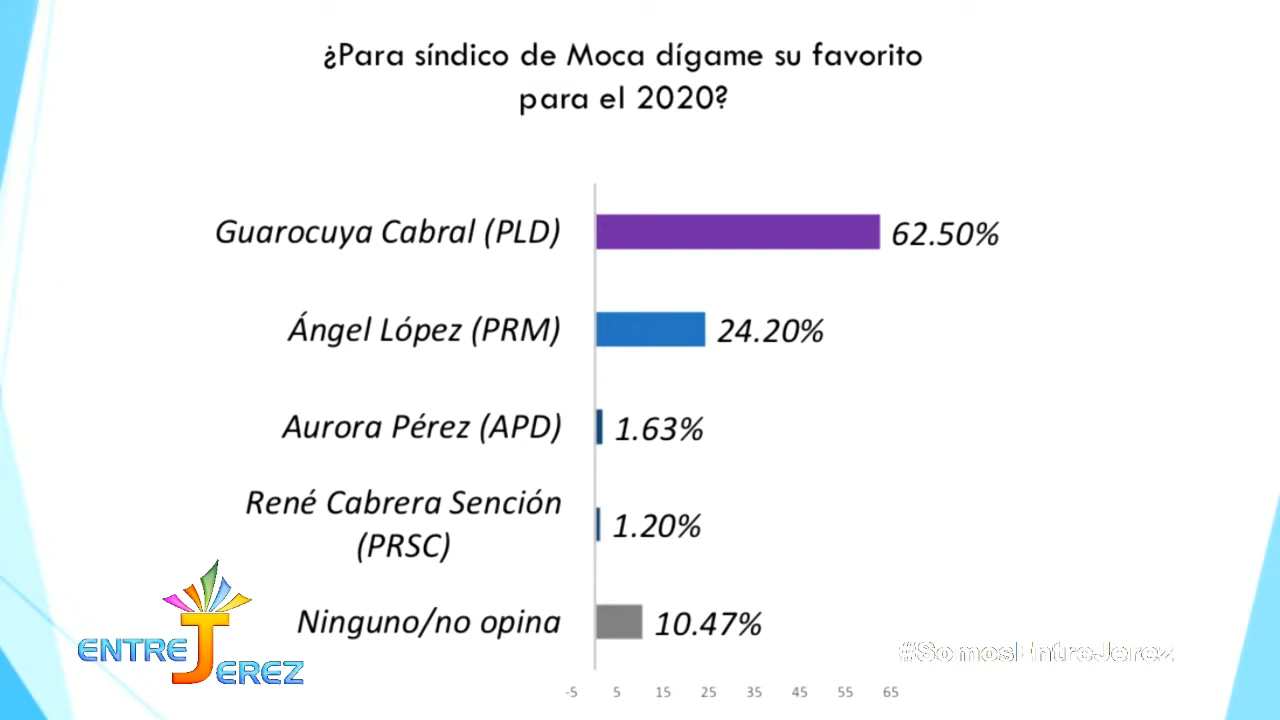 ¿Para síndico de Moca dígame su favorito
para el 2020?
Guarocuya Cabral (PLD)
62.50%
Ángel López (PRM)
24.20%
Aurora Pérez (APD)
1.63%
René Cabrera Sención
(PRSC)
1.20%
Ninguno/no opina
10.47%
-5 5 15 25 35 45 55 65
ENTRE
JEREZ
#SomosEntreJerez